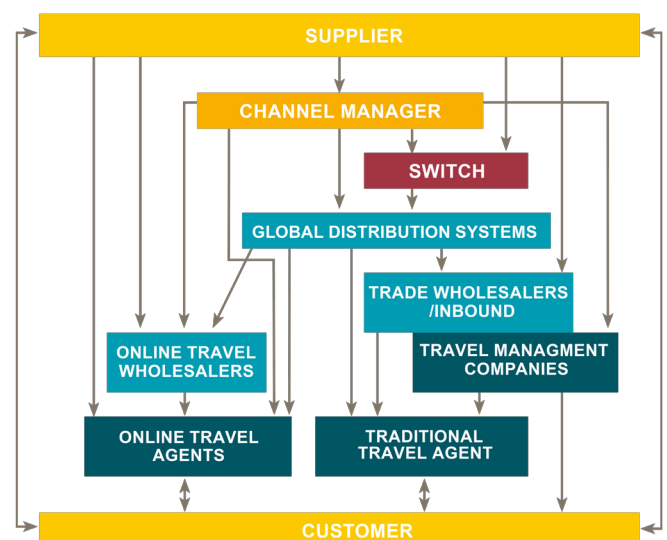 SUPPLIER
CHANNEL MANAGER
SWITCH
GLOBAL DISTRIBUTION SYSTEMS
TRADE WHOLESALERS
/INBOUND
ONLINE TRAVEL
WHOLESALERS
TRAVEL MANAGMENT
COMPANIES
ONLINE TRAVEL
AGENTS
TRADITIONAL
TRAVEL AGENT
CUSTOMER